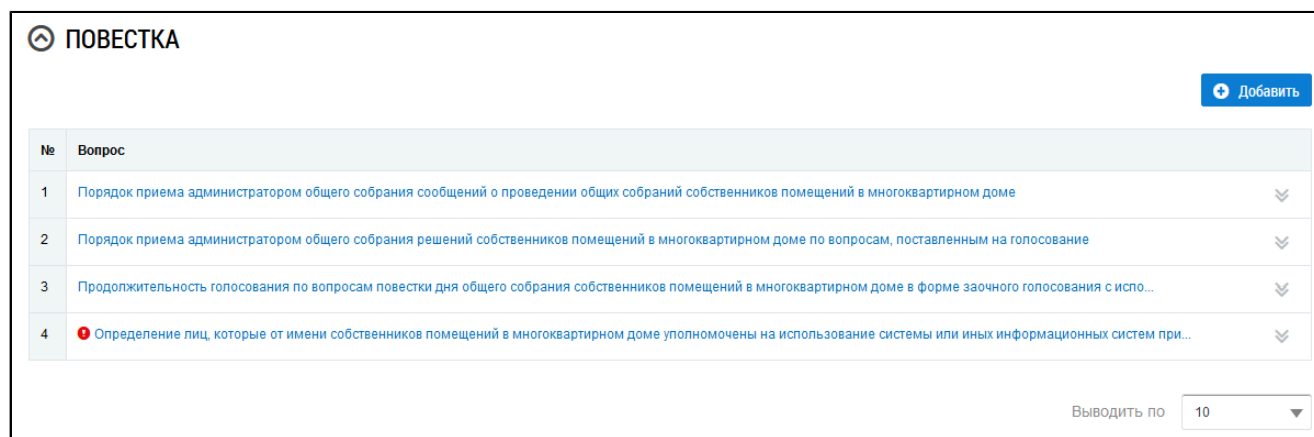 ПОВЕСТКА
Добавить
№ Вопрос
1 Порядок приема администратором общего собрания сообщений о проведении общих собраний собственников помещений в многоквартирном доме
2 Порядок приема администратором общего собрания решений собственников помещений в многоквартирном доме по вопросам, поставленным на голосование
3 Продолжительность голосования по вопросам повестки дня общего собрания собственников помещений в многоквартирном доме в форме заочного голосования с испо...
4 Определение лиц, которые от имени собственников помещений в многоквартирном доме уполномочены на использование системы или иных информационных систем при...
Выводить по 10